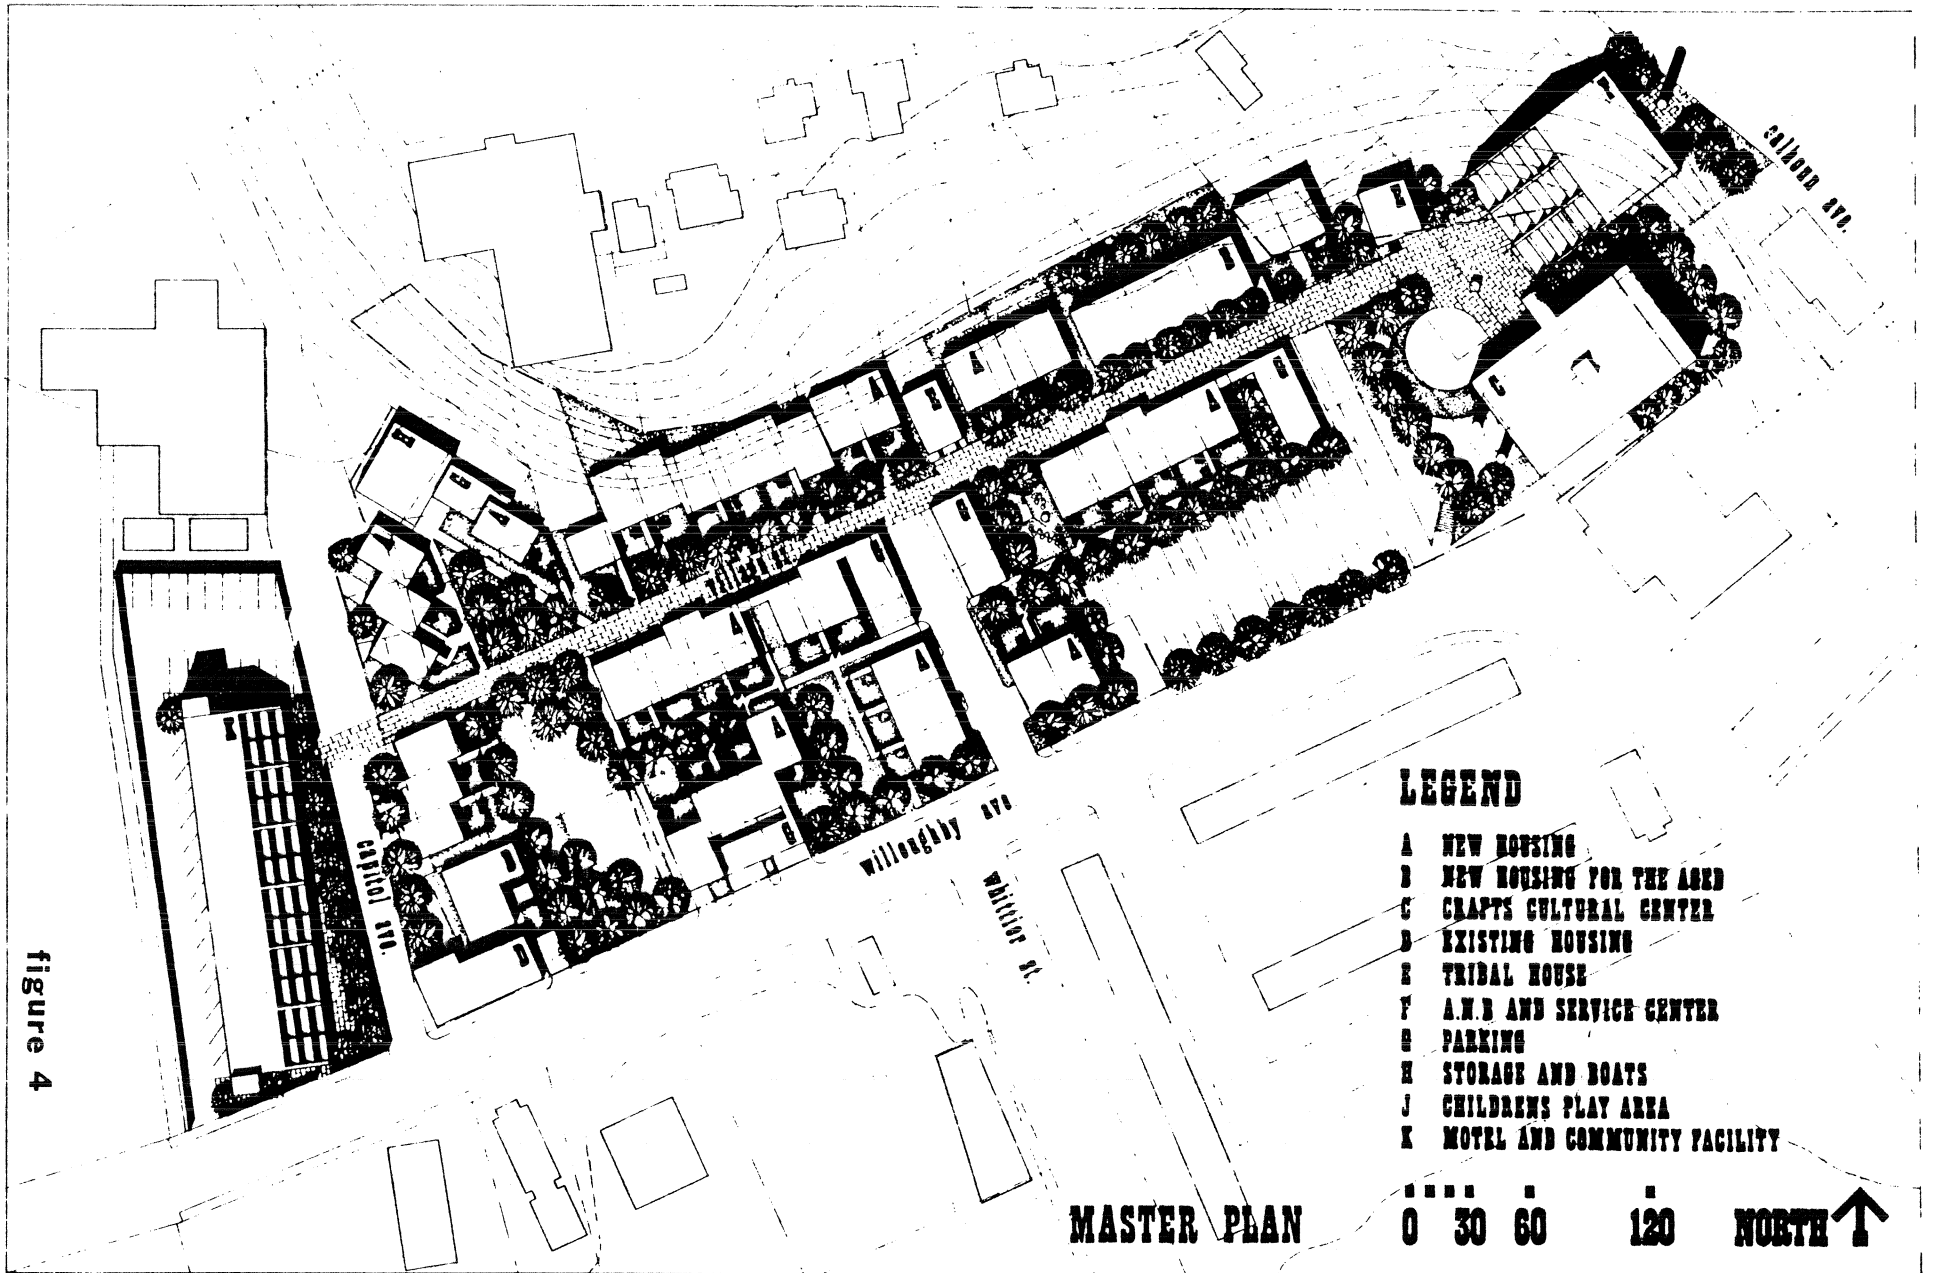 calhoun ave.
village
capitol ave.
willoughby ave
whittier st.
LEGEND
A NEW HOUSING
B NEW HOUSING FOR THE AGED
C CRAFTS CULTURAL CENTER
D EXISTING HOUSING
E TRIBAL HOUSE
F A.N.B AND SERVICE CENTER
G PARKING
H STORAGE AND BOATS
J CHILDRENS PLAY AREA
K MOTEL AND COMMUNITY FACILITY
MASTER PLAN
0 30 60 120 NORTH
figure 4